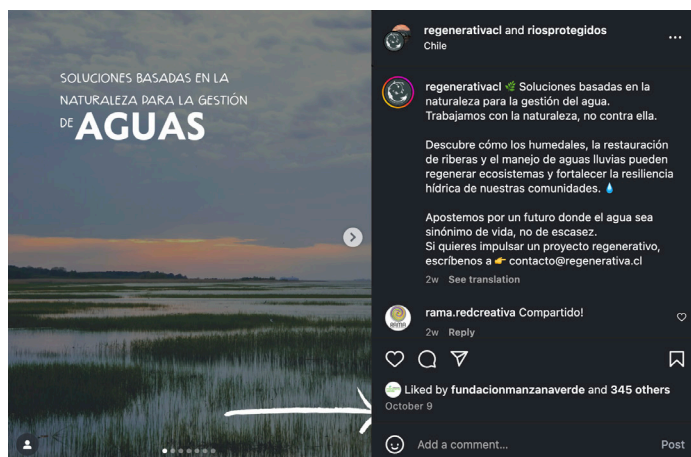 SOLUCIONES BASADAS EN LA
NATURALEZA PARA LA GESTIÓN
DE AGUAS
regenerativacl and riosprotegidos
Chile
regenerativacl 🌿 Soluciones basadas en la
naturaleza para la gestión del agua.
Trabajamos con la naturaleza, no contra ella.
Descubre cómo los humedales, la restauración
de riberas y el manejo de aguas lluvias pueden
regenerar ecosistemas y fortalecer la resiliencia
hídrica de nuestras comunidades. 💧
Apostemos por un futuro donde el agua sea
sinónimo de vida, no de escasez.
Si quieres impulsar un proyecto regenerativo,
escríbenos a 👉 contacto@regenerativa.cl
2w See translation
RAMA
rama.redcreativa Compartido!
2w Reply
Liked by fundacionmanzanaverde and 345 others
October 9
Add a comment...
Post